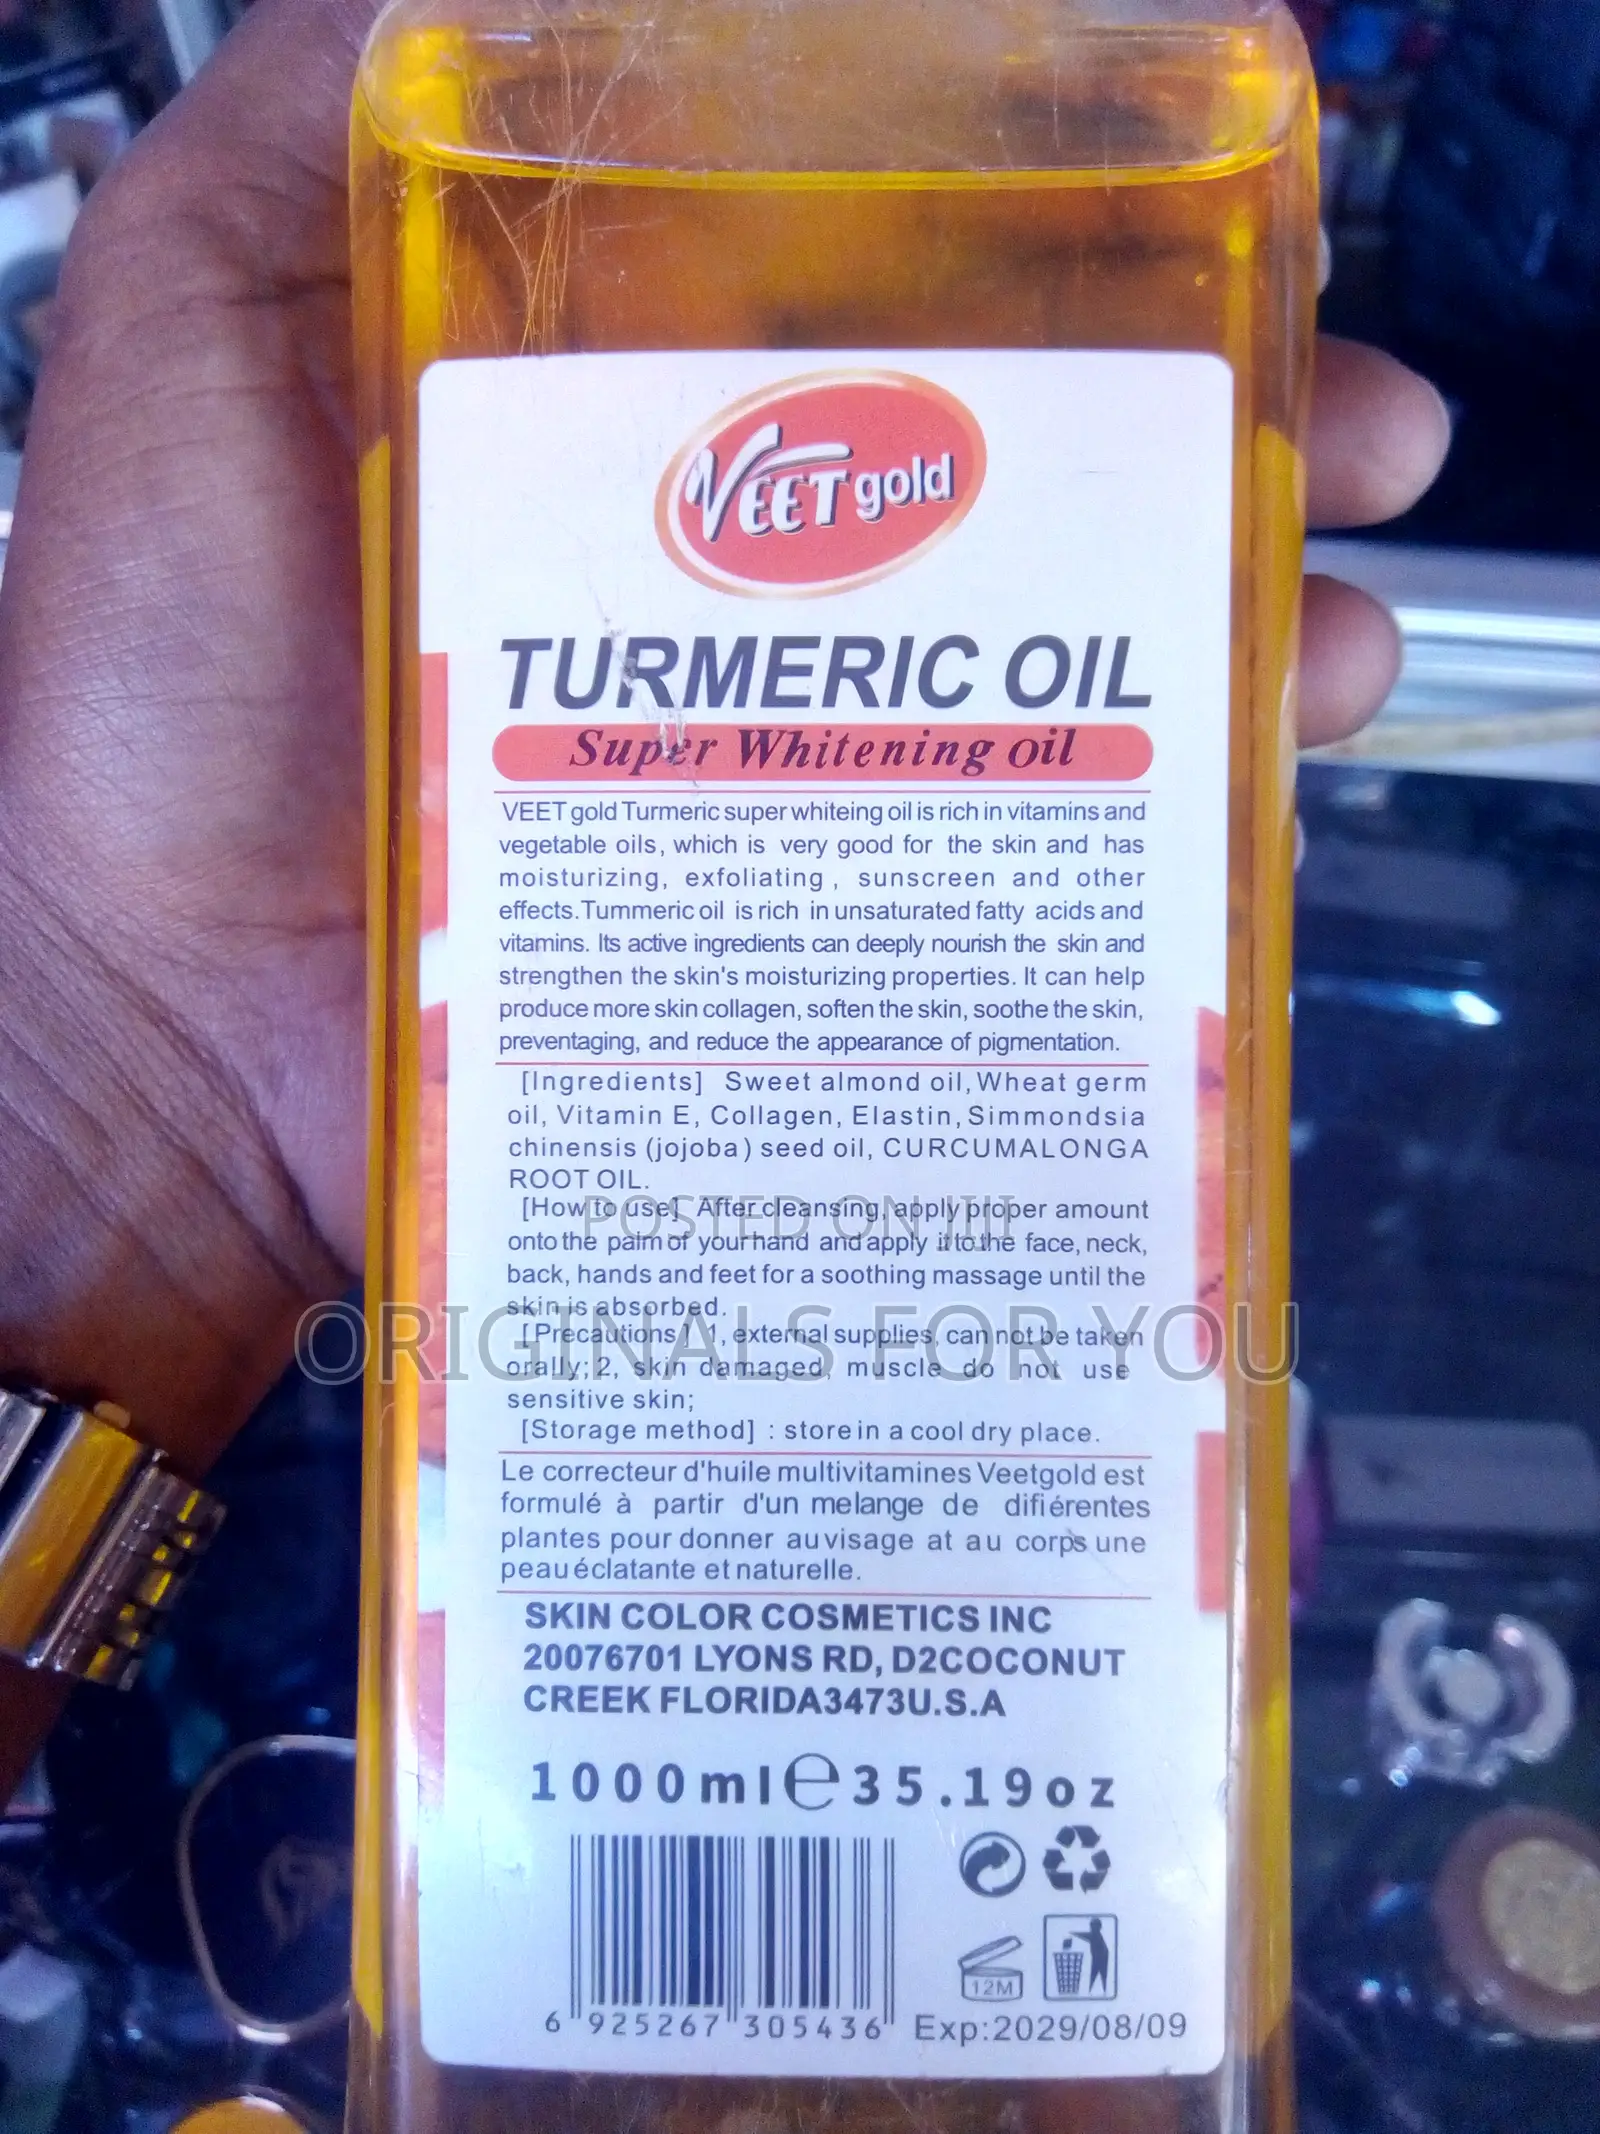 VEET gold
TURMERIC OIL
Super Whitening oil
VEET gold Turmeric super whiteing oil is rich in vitamins and
vegetable oils, which is very good for the skin and has
moisturizing, exfoliating , sunscreen and other
effects.Tummeric oil is rich in unsaturated fatty acids and
vitamins. Its active ingredients can deeply nourish the skin and
strengthen the skin's moisturizing properties. It can help
produce more skin collagen, soften the skin, soothe the skin,
preventaging, and reduce the appearance of pigmentation.
[Ingredients] Sweet almond oil, Wheat germ
oil, Vitamin E, Collagen, Elastin, Simmondsia
chinensis (jojoba) seed oil, CURCUMALONGA
ROOT OIL.
[How to use] After cleansing, apply proper amount
onto the palm of your hand and apply it to the face, neck,
back, hands and feet for a soothing massage until the
skin is absorbed.
[Precautions] 1, external supplies, can not be taken
orally; 2, skin damaged, muscle do not use
sensitive skin;
[Storage method] : store in a cool dry place.
Le correcteur d'huile multivitamines Veetgold est
formulé à partir d'un melange de difiérentes
plantes pour donner au visage at au corps une
peau éclatante et naturelle.
SKIN COLOR COSMETICS INC
20076701 LYONS RD, D2COCONUT
CREEK FLORIDA3473U.S.A
1000ml℮35.19oz
12M
6 925267 305436
Exp:2029/08/09
POSTED ON JIJI
ORIGINALS FOR YOU